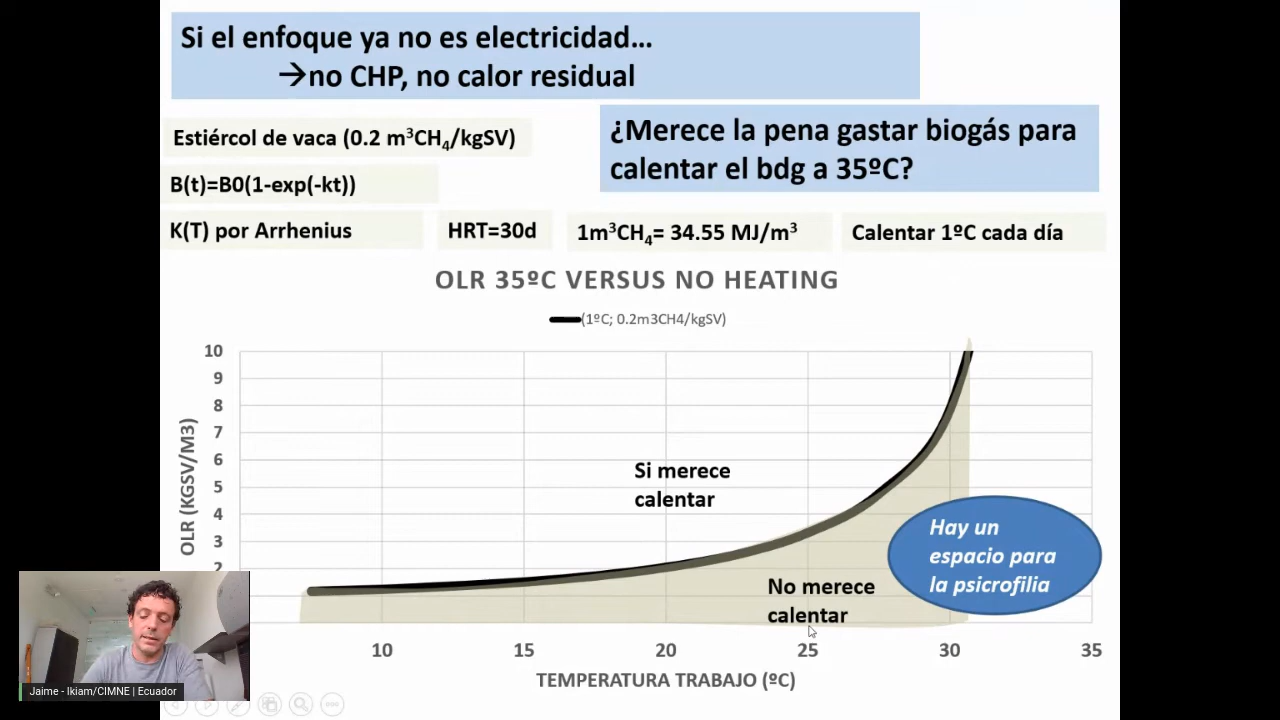 Si el enfoque ya no es electricidad…
→no CHP, no calor residual
Estiércol de vaca (0.2 m³CH₄/kgSV)
¿Merece la pena gastar biogás para
calentar el bdg a 35ºC?
B(t)=B0(1-exp(-kt))
K(T) por Arrhenius
HRT=30d
1m³CH₄= 34.55 MJ/m³
Calentar 1ºC cada día
OLR 35ºC VERSUS NO HEATING
(1ºC; 0.2m3CH4/kgSV)
10
9
8
7
6
5
4
3
2
OLR (KGSV/M3)
Si merece
calentar
Hay un
espacio para
la psicrofilia
No merece
calentar
10
15
20
25
30
35
TEMPERATURA TRABAJO (ºC)
Jaime - Ikiam/CIMNE | Ecuador